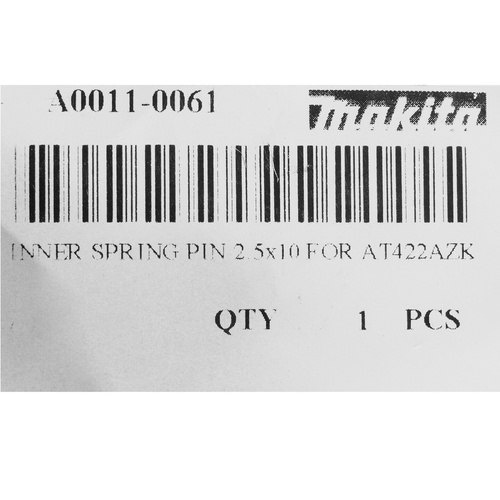 A0011-0061
makita
INNER SPRING PIN 2.5x10 FOR AT422AZK
QTY 1 PCS